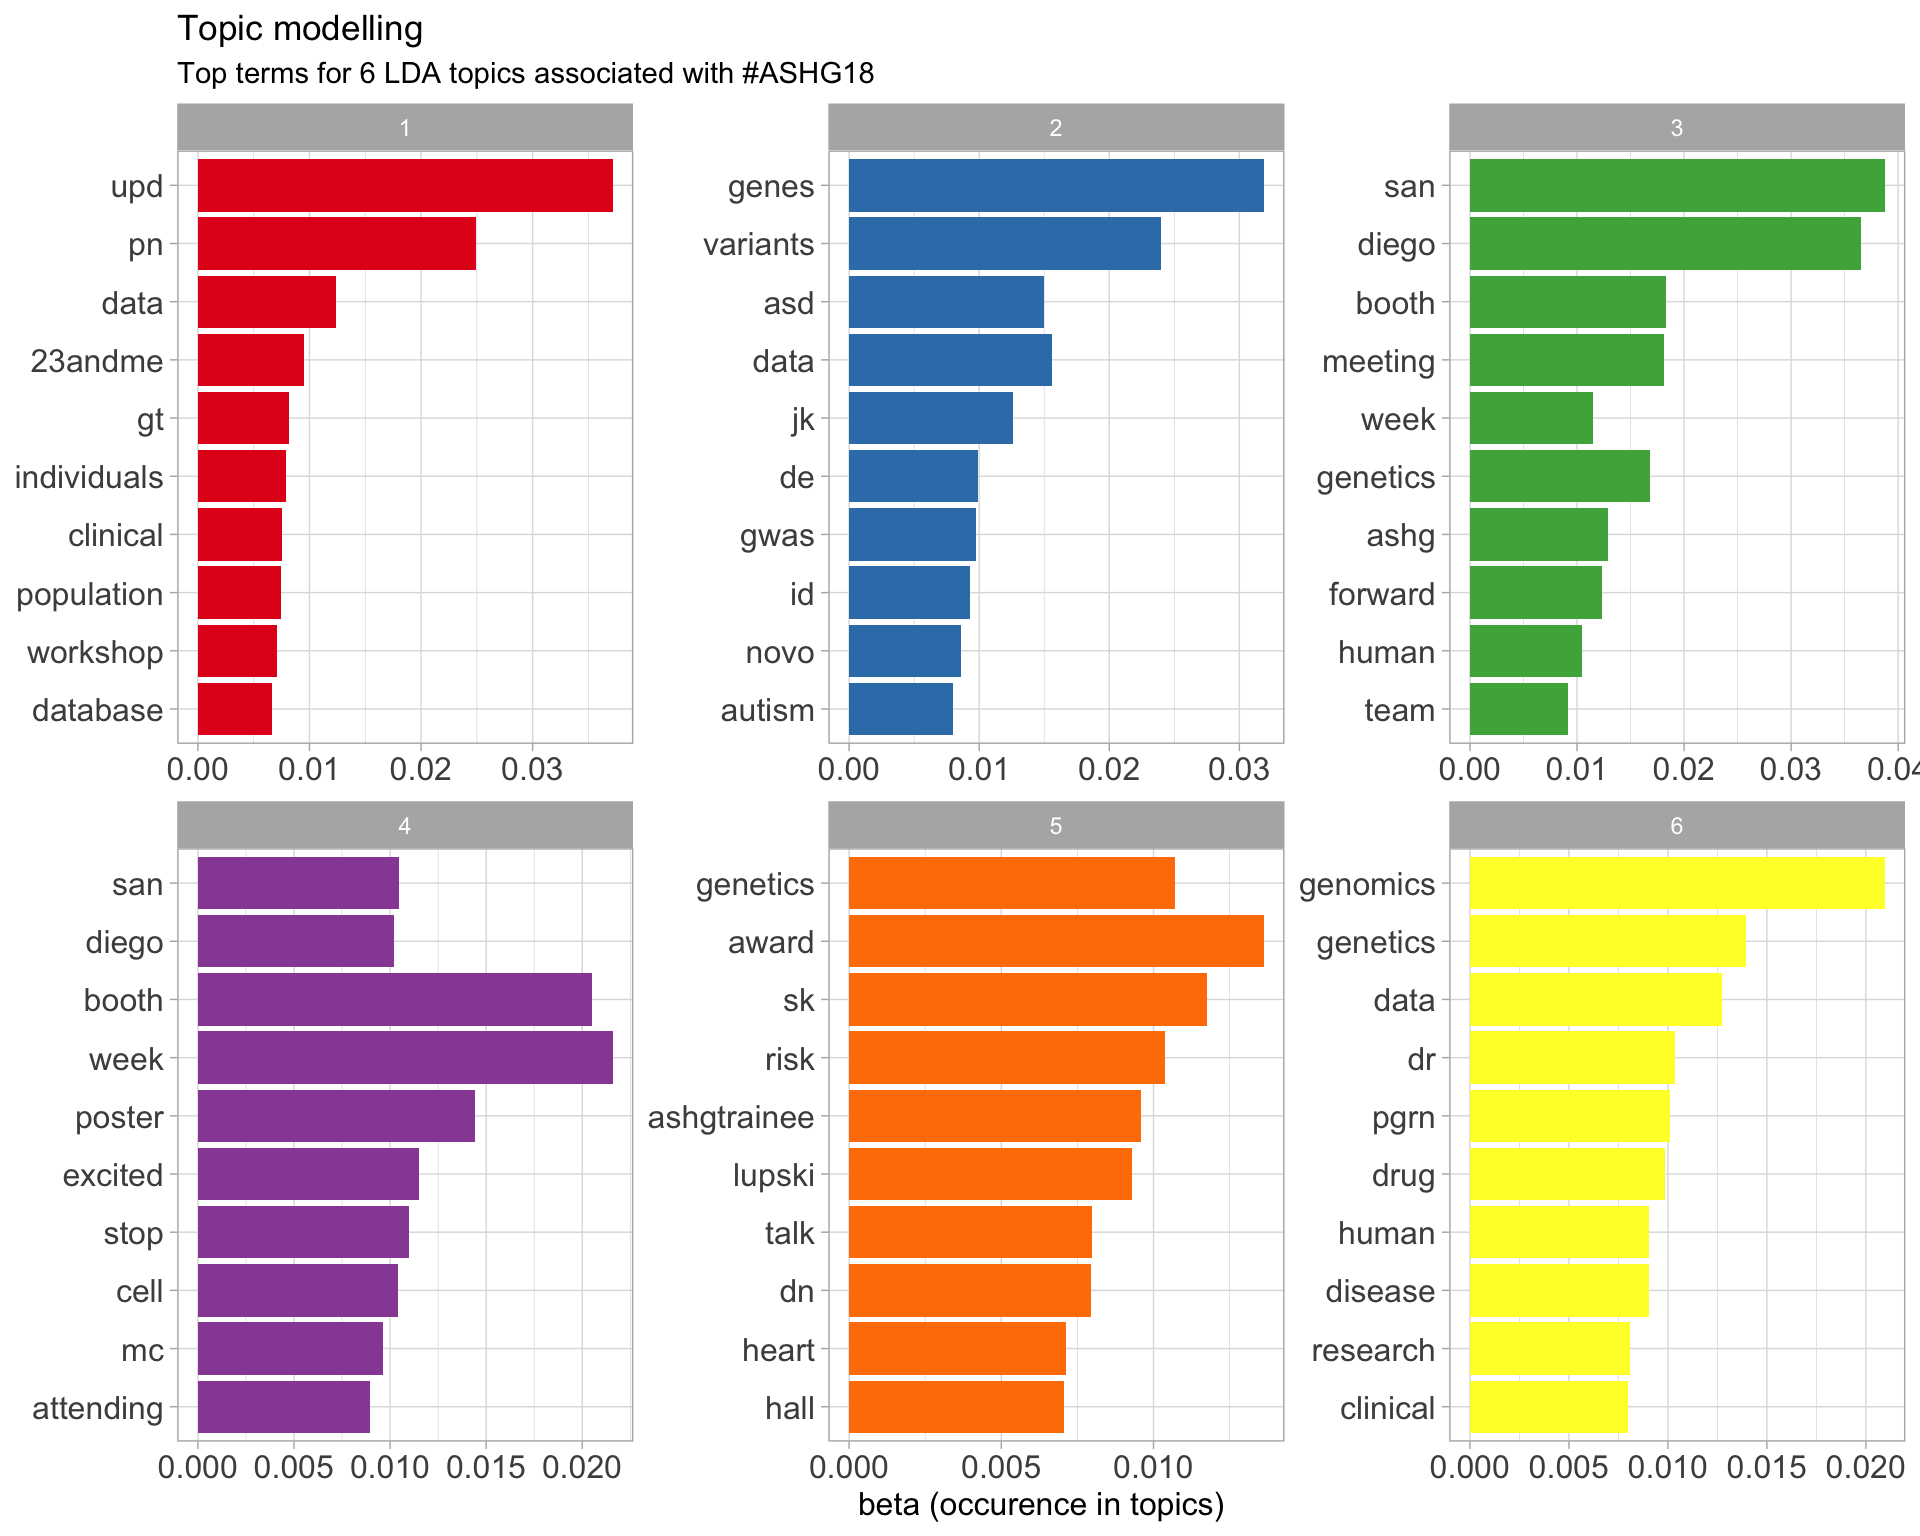 Topic modelling
Top terms for 6 LDA topics associated with #ASHG18
1
upd
pn
data
23andme
gt
individuals
clinical
population
workshop
database
0.00 0.01 0.02 0.03
2
genes
variants
asd
data
jk
de
gwas
id
novo
autism
0.00 0.01 0.02 0.03
3
san
diego
booth
meeting
week
genetics
ashg
forward
human
team
0.00 0.01 0.02 0.03 0.04
4
san
diego
booth
week
poster
excited
stop
cell
mc
attending
0.000 0.005 0.010 0.015 0.020
5
genetics
award
sk
risk
ashgtrainee
lupski
talk
dn
heart
hall
0.000 0.005 0.010
6
genomics
genetics
data
dr
pgrn
drug
human
disease
research
clinical
0.000 0.005 0.010 0.015 0.020
beta (occurence in topics)